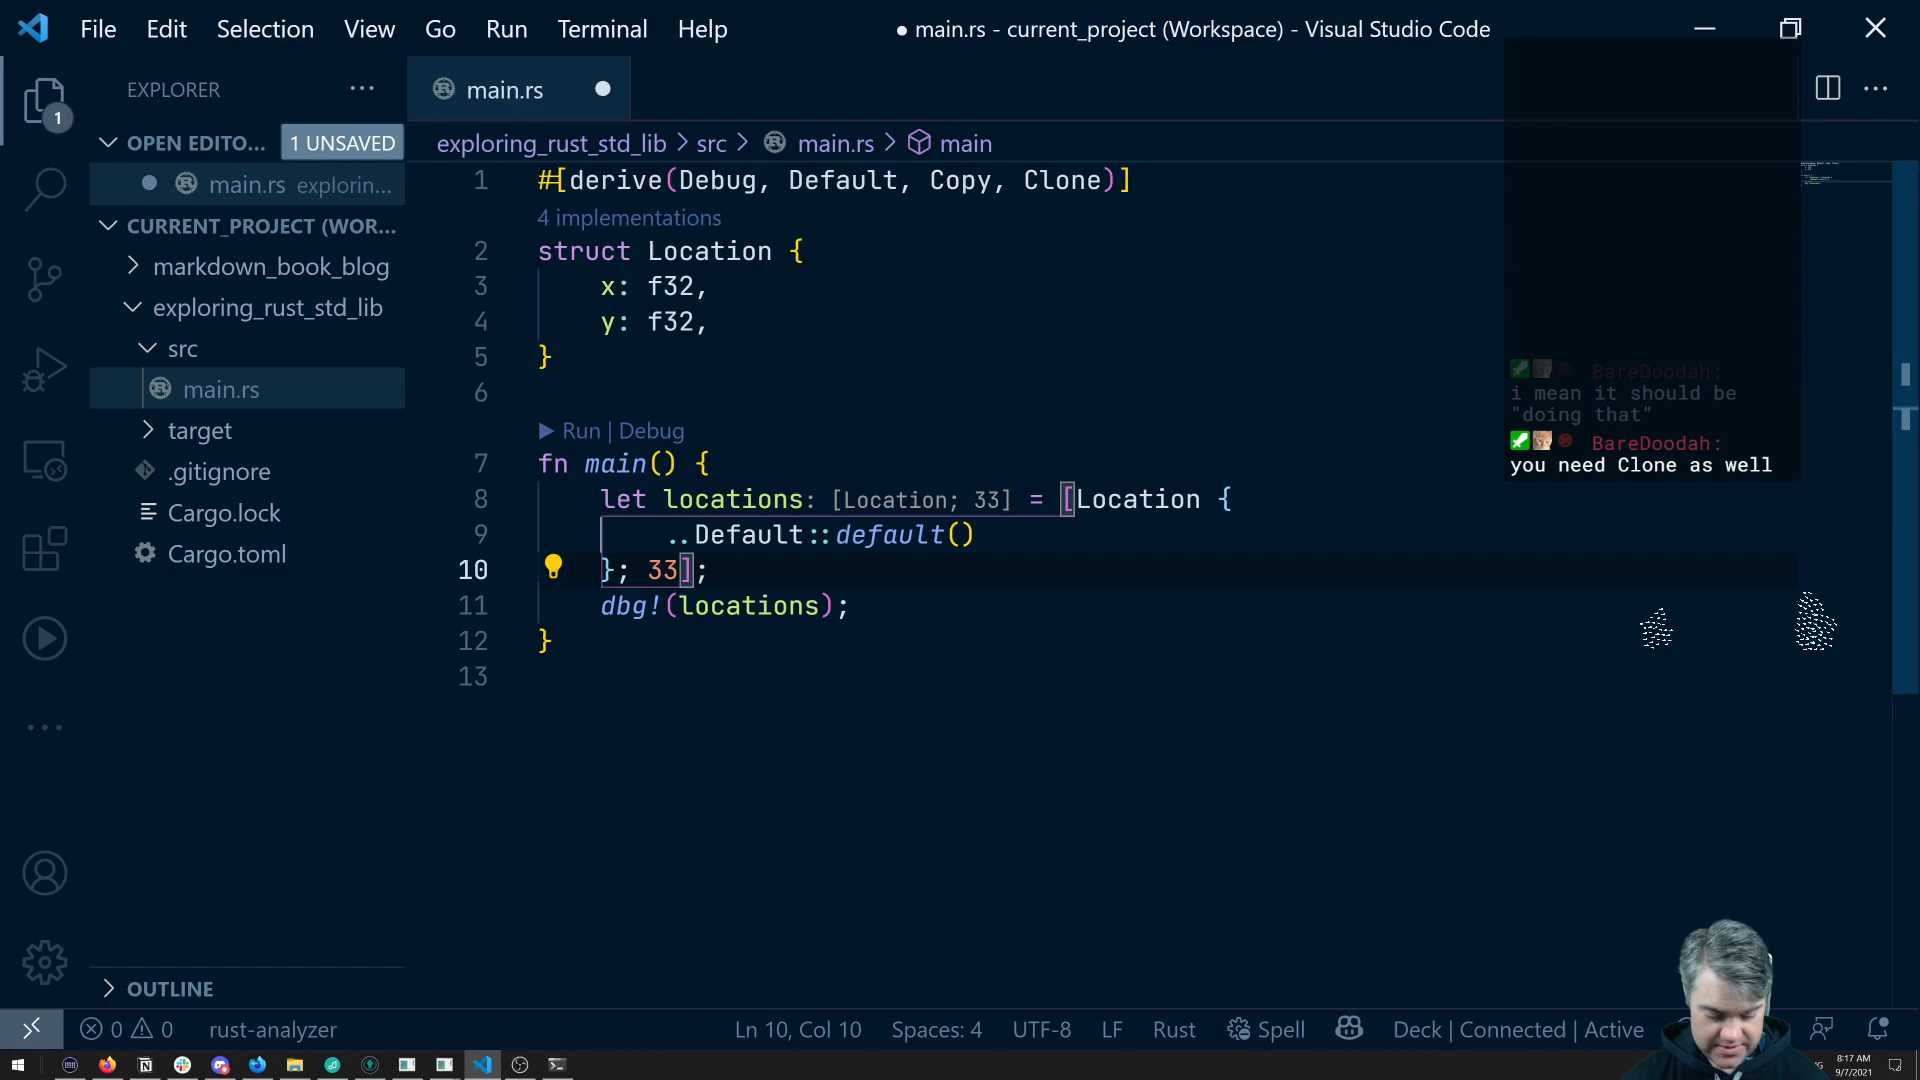 File Edit Selection View Go Run Terminal Help
● main.rs - current_project (Workspace) - Visual Studio Code
EXPLORER
1
OPEN EDITO... 1 UNSAVED
main.rs explorin...
CURRENT_PROJECT (WOR...
markdown_book_blog
exploring_rust_std_lib
src
main.rs
target
.gitignore
Cargo.lock
Cargo.toml
OUTLINE
main.rs
exploring_rust_std_lib > src > main.rs > main
1 #[derive(Debug, Default, Copy, Clone)]
4 implementations
2 struct Location {
3 x: f32,
4 y: f32,
5 }
6
▶ Run | Debug
7 fn main() {
8 let locations: [Location; 33] = [Location {
9 ..Default::default()
10 }; 33];
11 dbg!(locations);
12 }
13
BareDoodah:
i mean it should be
"doing that"
BareDoodah:
you need Clone as well
0 0 rust-analyzer
Ln 10, Col 10 Spaces: 4 UTF-8 LF Rust Spell Deck | Connected | Active
8:17 AM
9/7/2021